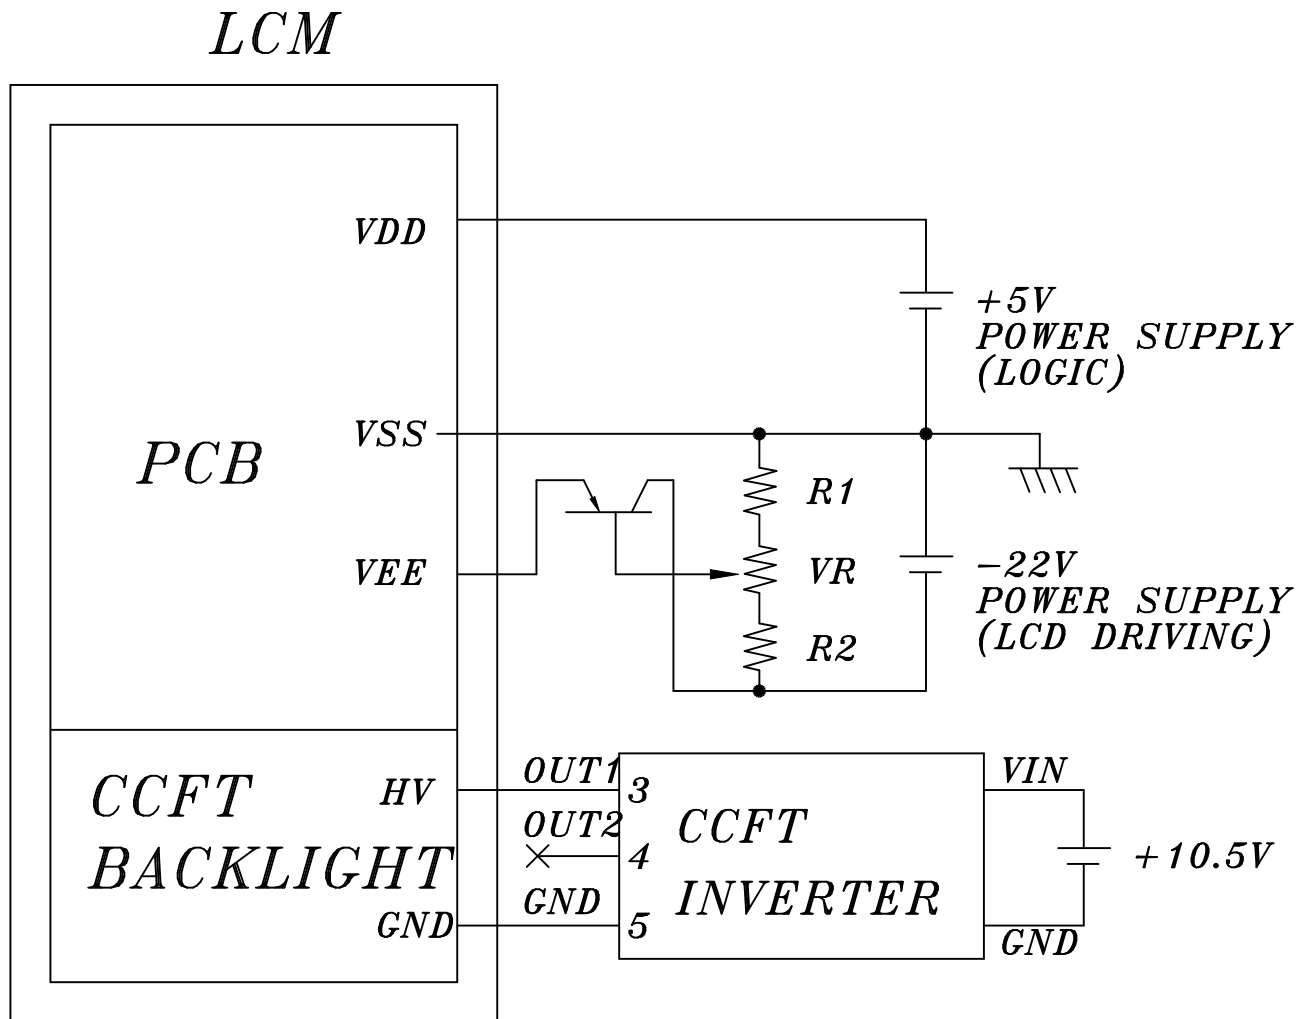 LCM
VDD
+5V
POWER SUPPLY
(LOGIC)
VSS
PCB
R1
VEE
VR
-22V
POWER SUPPLY
(LCD DRIVING)
R2
CCFT
BACKLIGHT
HV
GND
OUT1
3
OUT2
4
GND
5
CCFT
INVERTER
VIN
+10.5V
GND